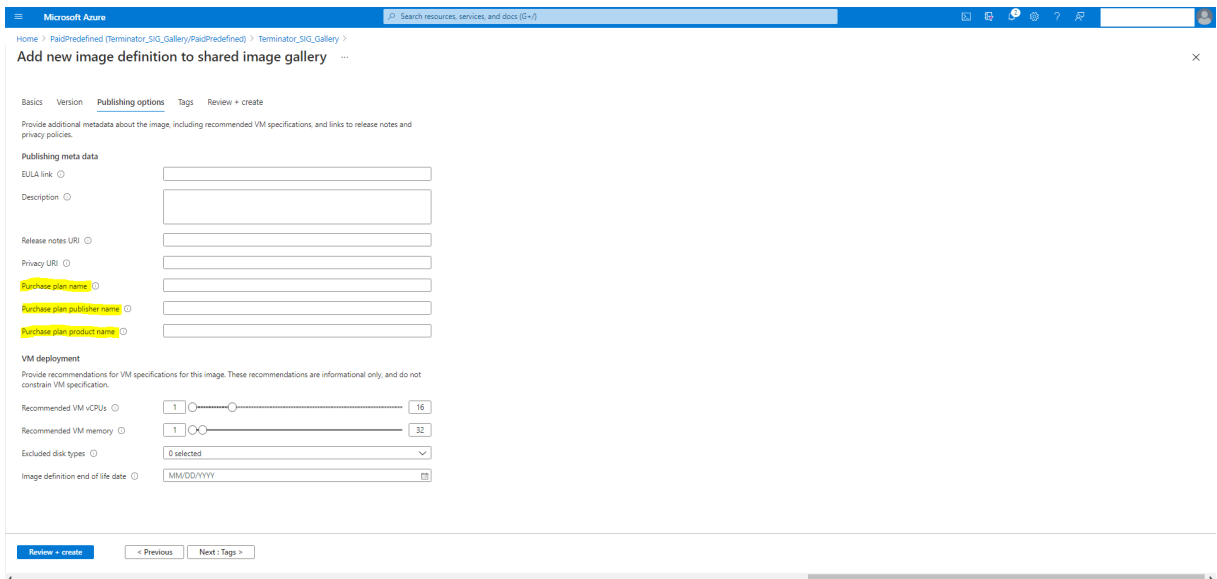 Microsoft Azure
Search resources, services, and docs (G+/)
2
Home > PaidPredefined (Terminator_SIG_Gallery/PaidPredefined) > Terminator_SIG_Gallery >
Add new image definition to shared image gallery ...
Basics Version Publishing options Tags Review + create
Provide additional metadata about the image, including recommended VM specifications, and links to release notes and
privacy policies.
Publishing meta data
EULA link
Description
Release notes URI
Privacy URI
Purchase plan name
Purchase plan publisher name
Purchase plan product name
VM deployment
Provide recommendations for VM specifications for this image. These recommendations are informational only, and do not
constrain VM specification.
Recommended VM vCPUs 1 16
Recommended VM memory 1 32
Excluded disk types 0 selected
Image definition end of life date MM/DD/YYYY
Review + create < Previous Next : Tags >